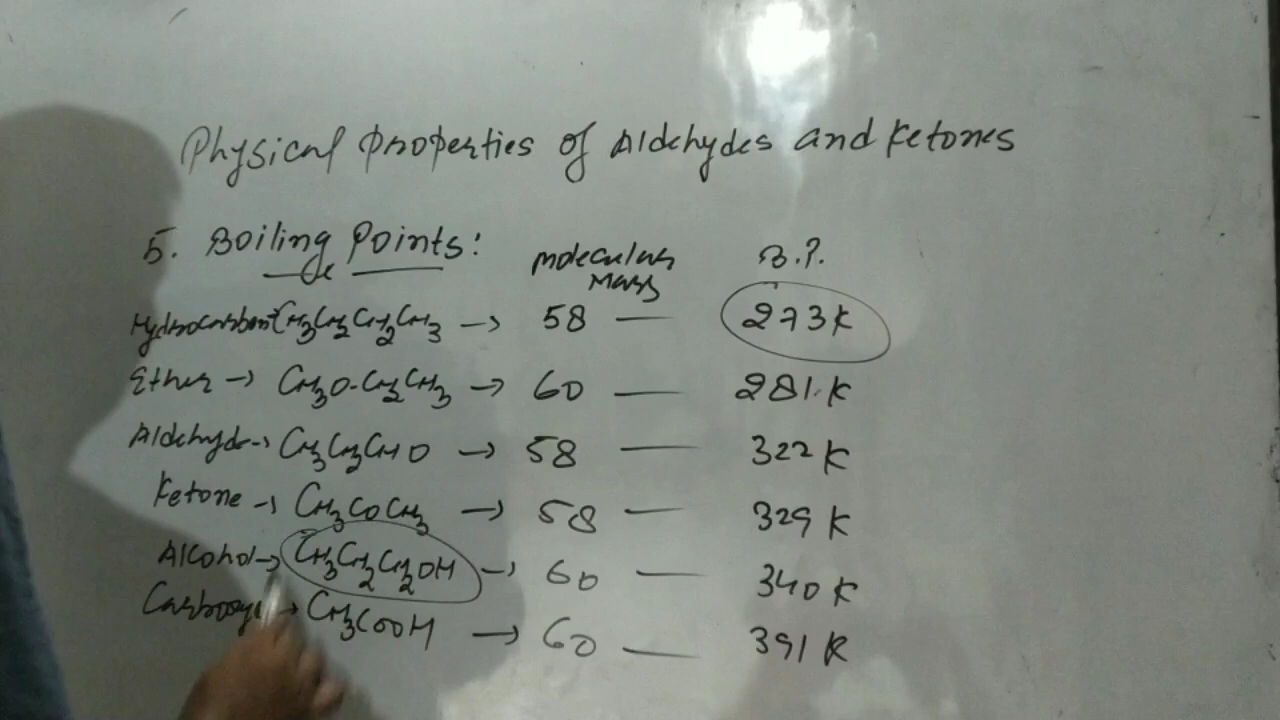 Physical Properties of Aldehydes and Ketones
5. Boiling Points: Molecular Mass B.P.
Hydrocarbon CH3CH2CH2CH3 → 58 — 273K
Ether → CH3O-CH2CH3 → 60 — 281K
Aldehyde → CH3CH2CHO → 58 — 322K
Ketone → CH3COCH3 → 58 — 329K
Alcohol → CH3CH2CH2OH → 60 — 340K
→ CH3COOH → 60 — 391K